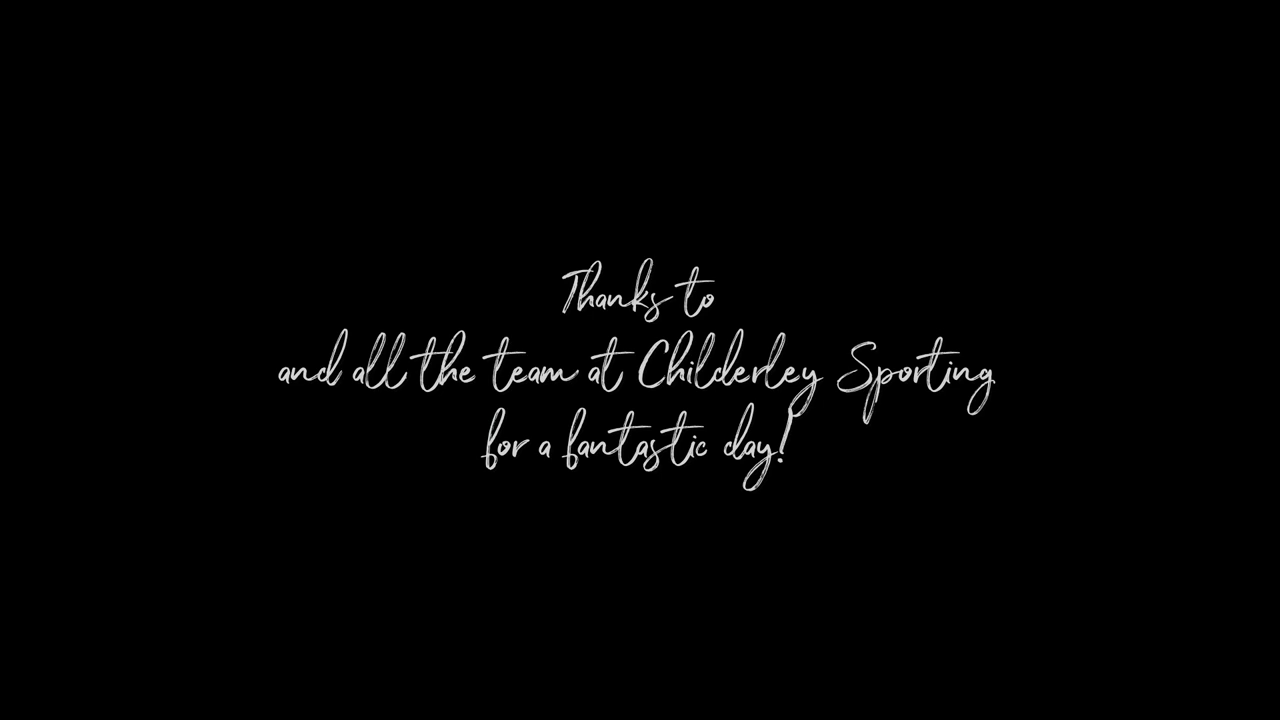 Thanks to
and all the team at Childerley Sporting
for a fantastic day!